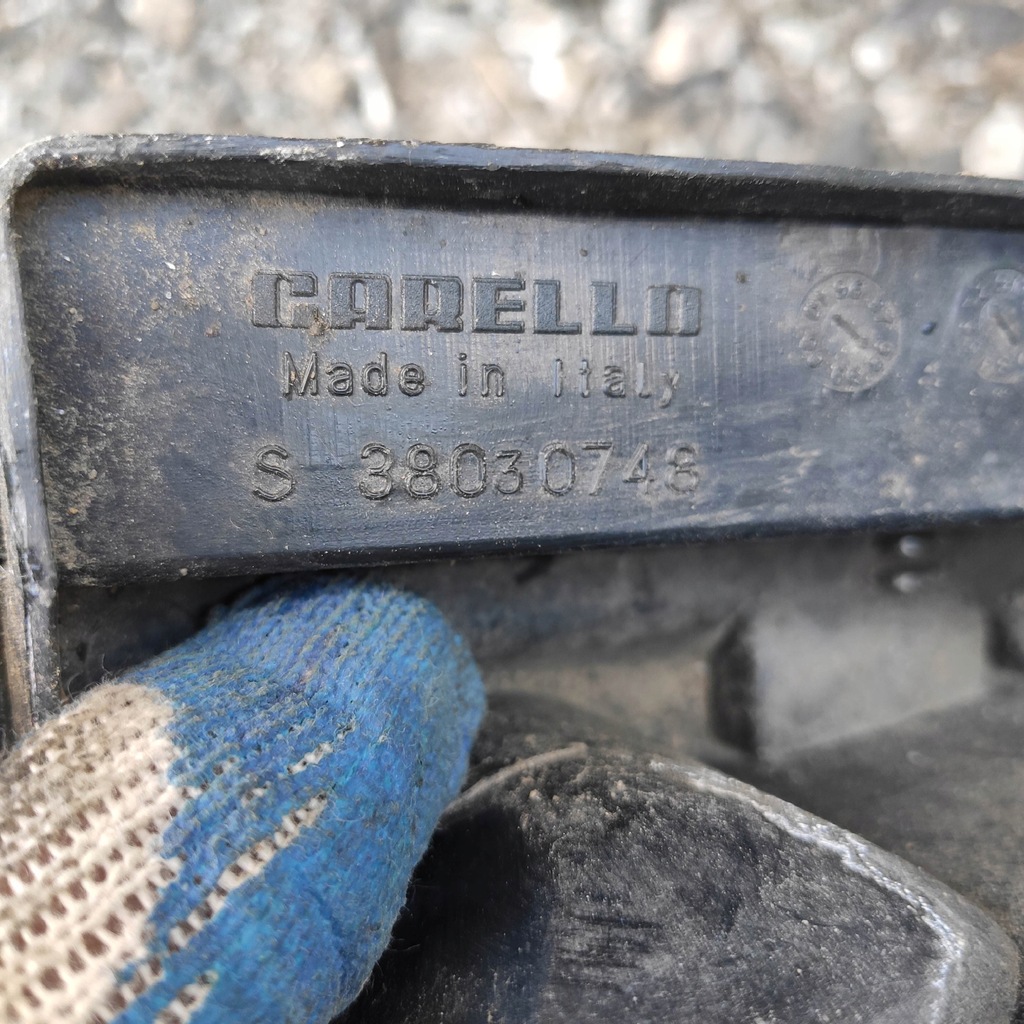 CARELLO
Made in Italy
S 38030748